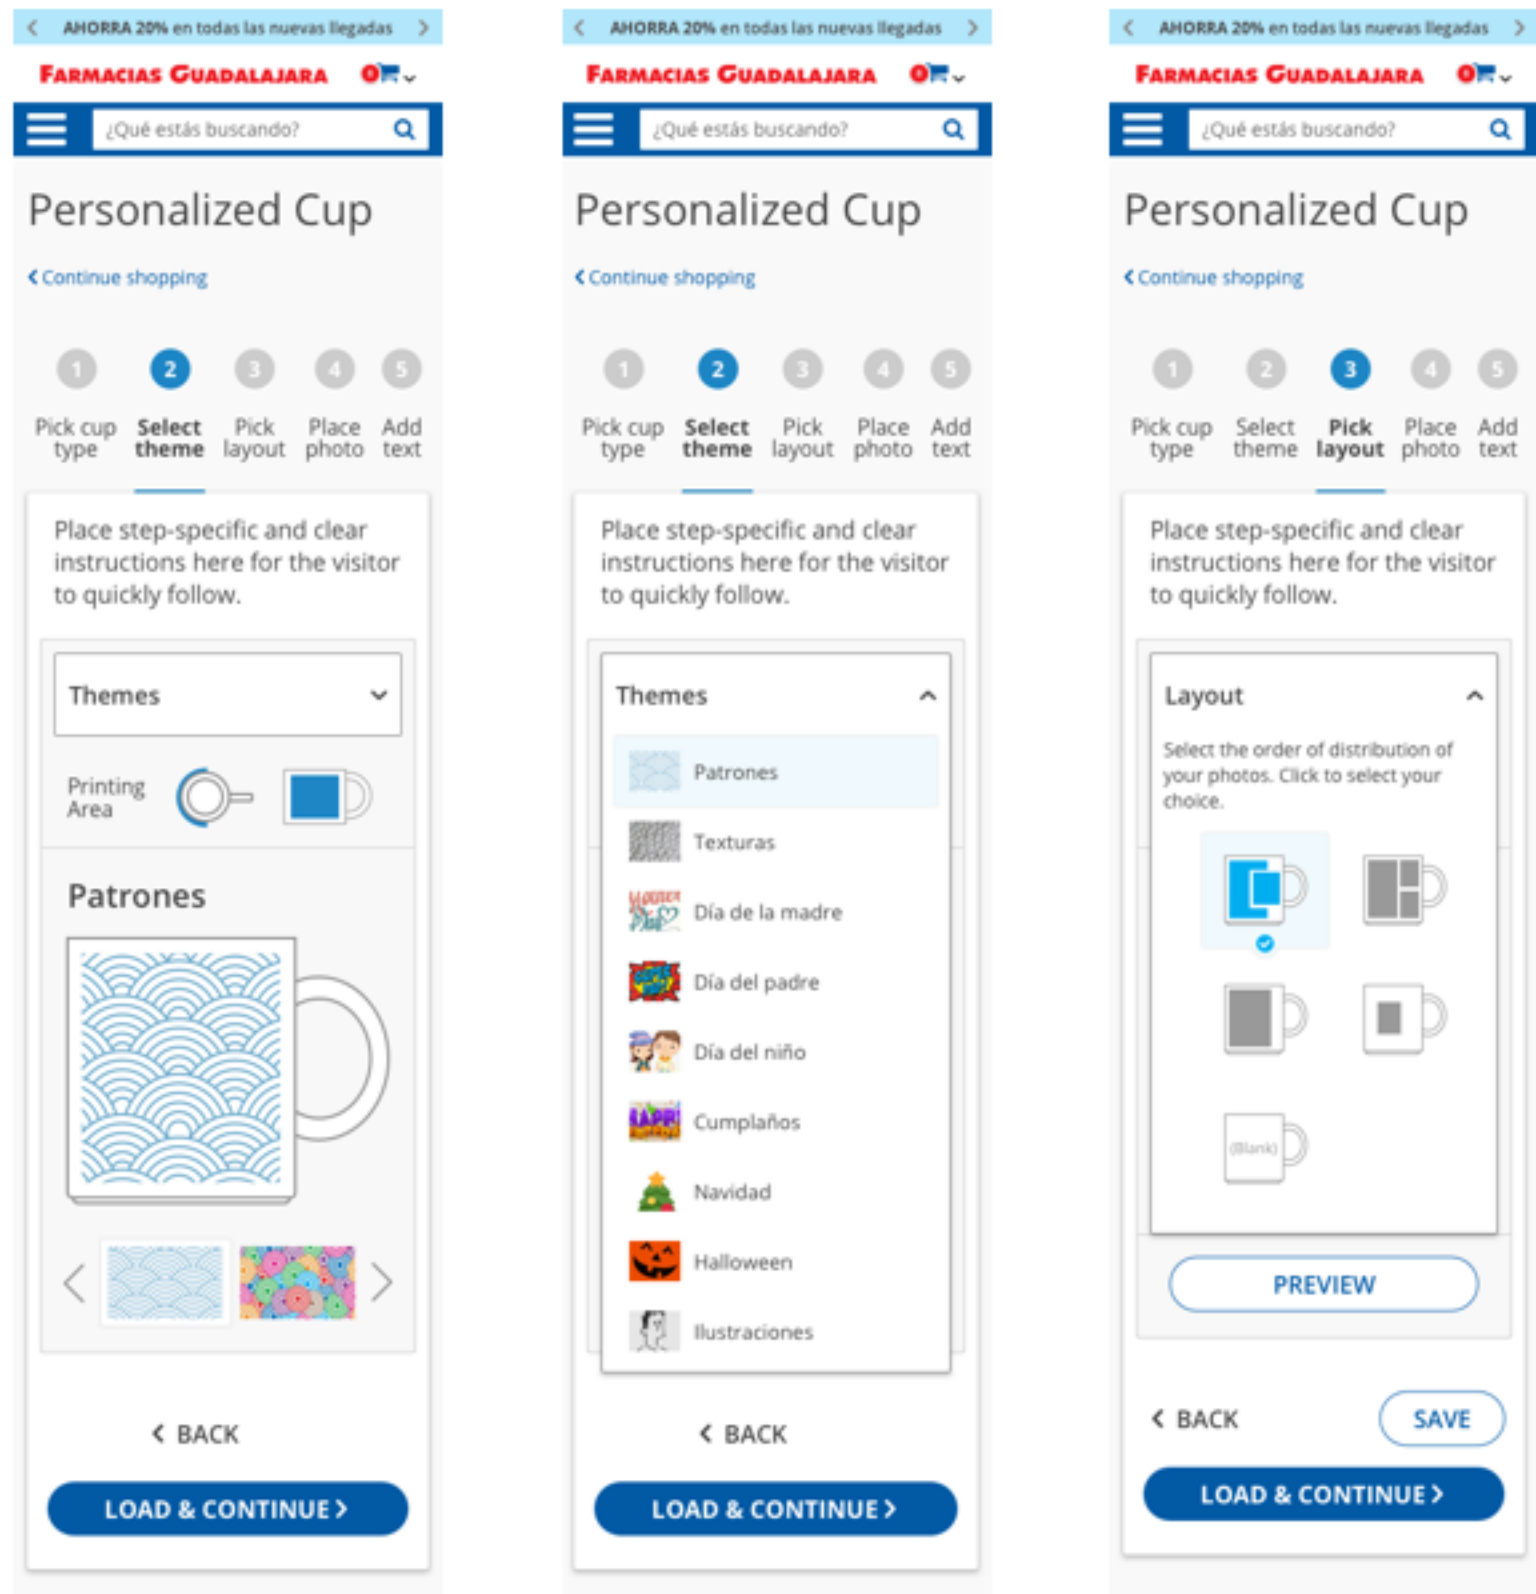 AHORRA 20% en todas las nuevas llegadas
FARMACIAS GUADALAJARA 0
¿Qué estás buscando?
Personalized Cup
Continue shopping
1 2 3 4 5
Pick cup type Select theme Pick layout Place photo Add text
Place step-specific and clear
instructions here for the visitor
to quickly follow.
Themes
Printing
Area
Patrones
BACK
LOAD & CONTINUE
AHORRA 20% en todas las nuevas llegadas
FARMACIAS GUADALAJARA 0
¿Qué estás buscando?
Personalized Cup
Continue shopping
1 2 3 4 5
Pick cup type Select theme Pick layout Place photo Add text
Place step-specific and clear
instructions here for the visitor
to quickly follow.
Themes
Patrones
Texturas
Día de la madre
Día del padre
Día del niño
Cumplaños
Navidad
Halloween
Ilustraciones
BACK
LOAD & CONTINUE
AHORRA 20% en todas las nuevas llegadas
FARMACIAS GUADALAJARA 0
¿Qué estás buscando?
Personalized Cup
Continue shopping
1 2 3 4 5
Pick cup type Select theme Pick layout Place photo Add text
Place step-specific and clear
instructions here for the visitor
to quickly follow.
Layout
Select the order of distribution of
your photos. Click to select your
choice.
(Blank)
PREVIEW
BACK SAVE
LOAD & CONTINUE